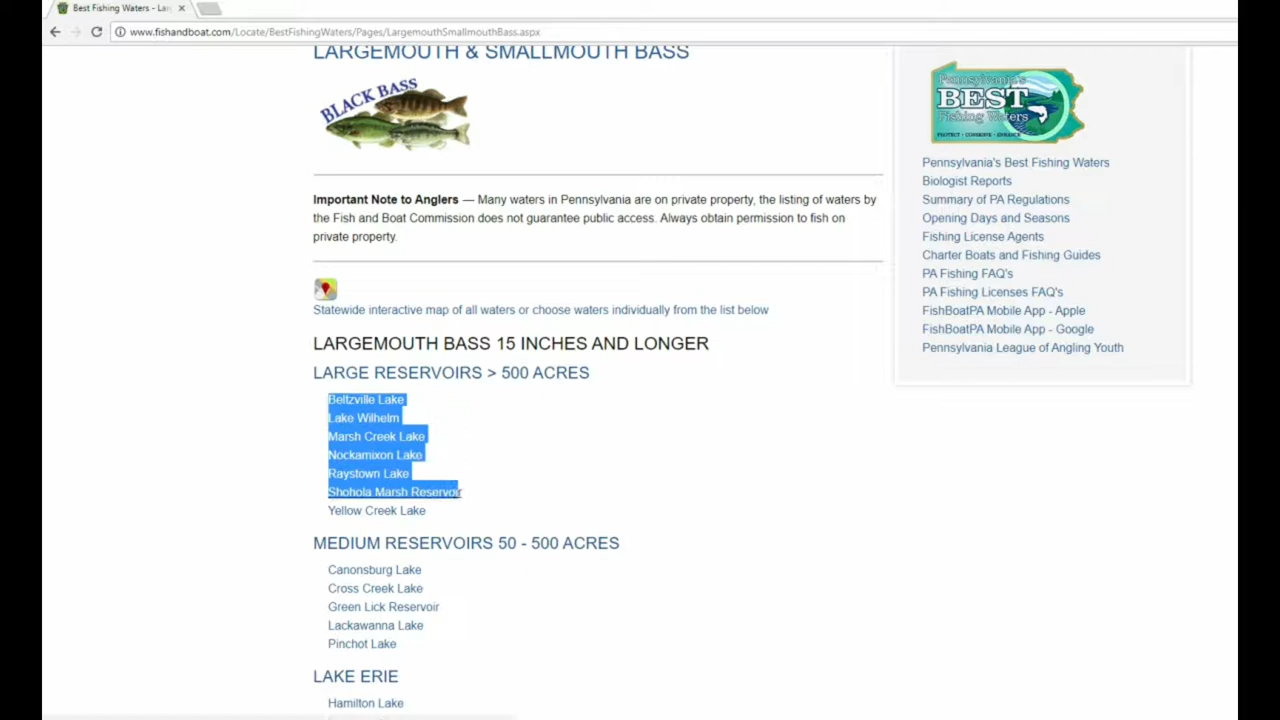 Best Fishing Waters - Lar
www.fishandboat.com/Locate/BestFishingWaters/Pages/LargemouthSmallmouthBass.aspx
LARGEMOUTH & SMALLMOUTH BASS
BLACK BASS
Important Note to Anglers — Many waters in Pennsylvania are on private property, the listing of waters by
the Fish and Boat Commission does not guarantee public access. Always obtain permission to fish on
private property.
Statewide interactive map of all waters or choose waters individually from the list below
LARGEMOUTH BASS 15 INCHES AND LONGER
LARGE RESERVOIRS > 500 ACRES
Beltzville Lake
Lake Wilhelm
Marsh Creek Lake
Nockamixon Lake
Raystown Lake
Shohola Marsh Reservoir
Yellow Creek Lake
MEDIUM RESERVOIRS 50 - 500 ACRES
Canonsburg Lake
Cross Creek Lake
Green Lick Reservoir
Lackawanna Lake
Pinchot Lake
LAKE ERIE
Hamilton Lake
Pennsylvania's
BEST
Fishing Waters
PROTECT • CONSERVE • ENHANCE
Pennsylvania's Best Fishing Waters
Biologist Reports
Summary of PA Regulations
Opening Days and Seasons
Fishing License Agents
Charter Boats and Fishing Guides
PA Fishing FAQ's
PA Fishing Licenses FAQ's
FishBoatPA Mobile App - Apple
FishBoatPA Mobile App - Google
Pennsylvania League of Angling Youth